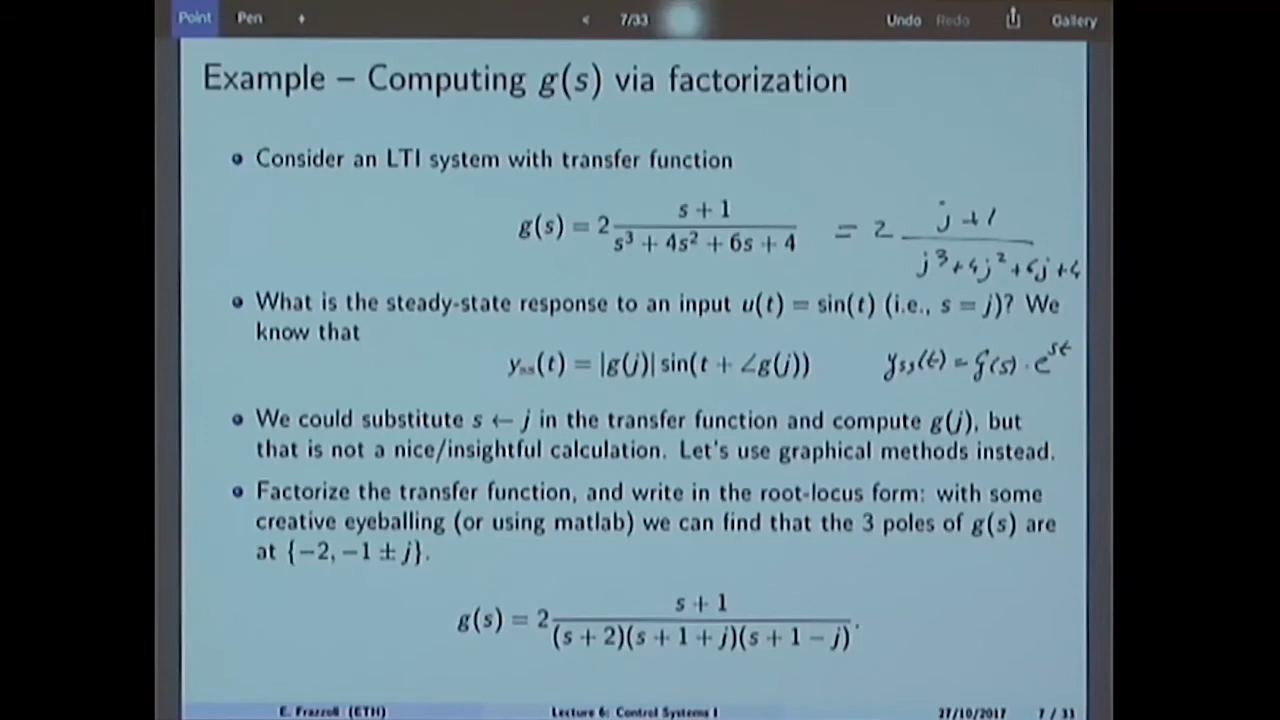 Point Pen < 7/33 Undo Redo Gallery
Example – Computing g(s) via factorization
Consider an LTI system with transfer function
g(s) = 2 (s + 1)/(s³ + 4s² + 6s + 4) = 2 (j + 1)/(j³ + 4j² + 6j + 4)
What is the steady-state response to an input u(t) = sin(t) (i.e., s = j)? We
know that
yss(t) = |g(j)| sin(t + ∠g(j)) yss(t) = g(s) · e^st
We could substitute s ← j in the transfer function and compute g(j), but
that is not a nice/insightful calculation. Let's use graphical methods instead.
Factorize the transfer function, and write in the root-locus form: with some
creative eyeballing (or using matlab) we can find that the 3 poles of g(s) are
at {−2, −1 ± j}.
g(s) = 2 (s + 1)/((s + 2)(s + 1 + j)(s + 1 − j)).
E. Frazzoli (ETH) Lecture 6: Control Systems I 27/10/2017 7 / 33